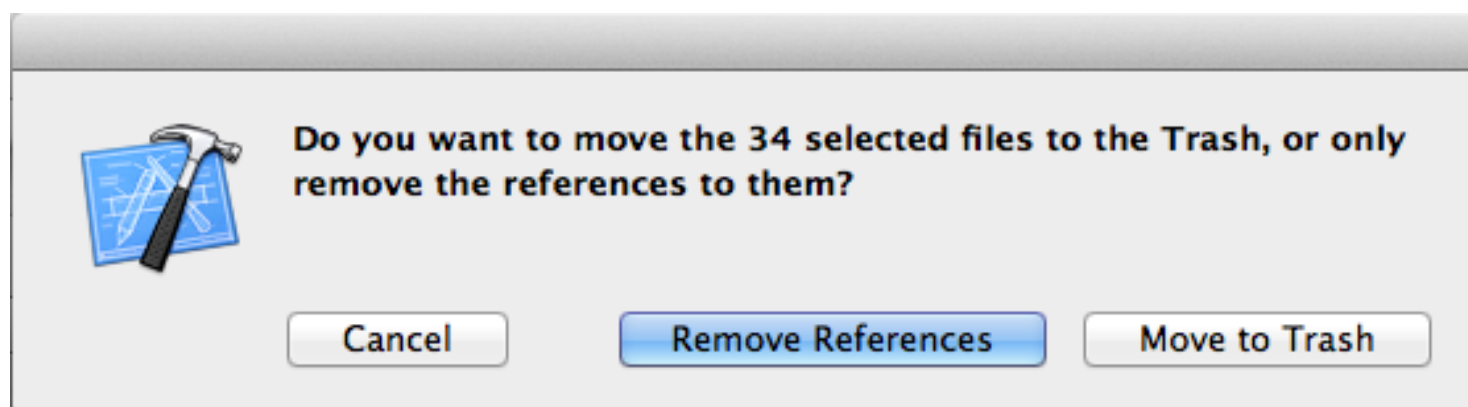 Do you want to move the 34 selected files to the Trash, or only
remove the references to them?
Cancel
Remove References
Move to Trash